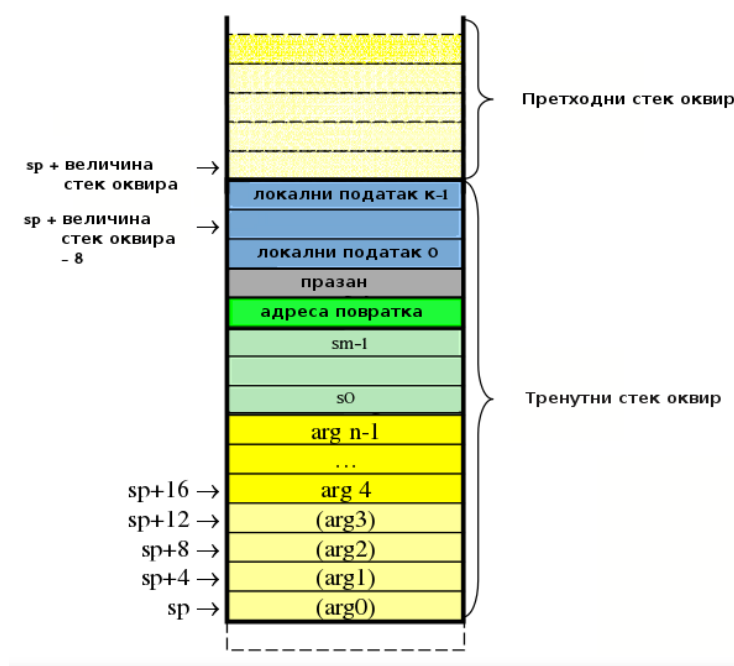 Претходни стек оквир
sp + величина
стек оквира
локални податак к-1
sp + величина
стек оквира
- 8
локални податак 0
празан
адреса повратка
sm-1
s0
Тренутни стек оквир
arg n-1
...
sp+16 → arg 4
sp+12 → (arg3)
sp+8 → (arg2)
sp+4 → (arg1)
sp → (arg0)